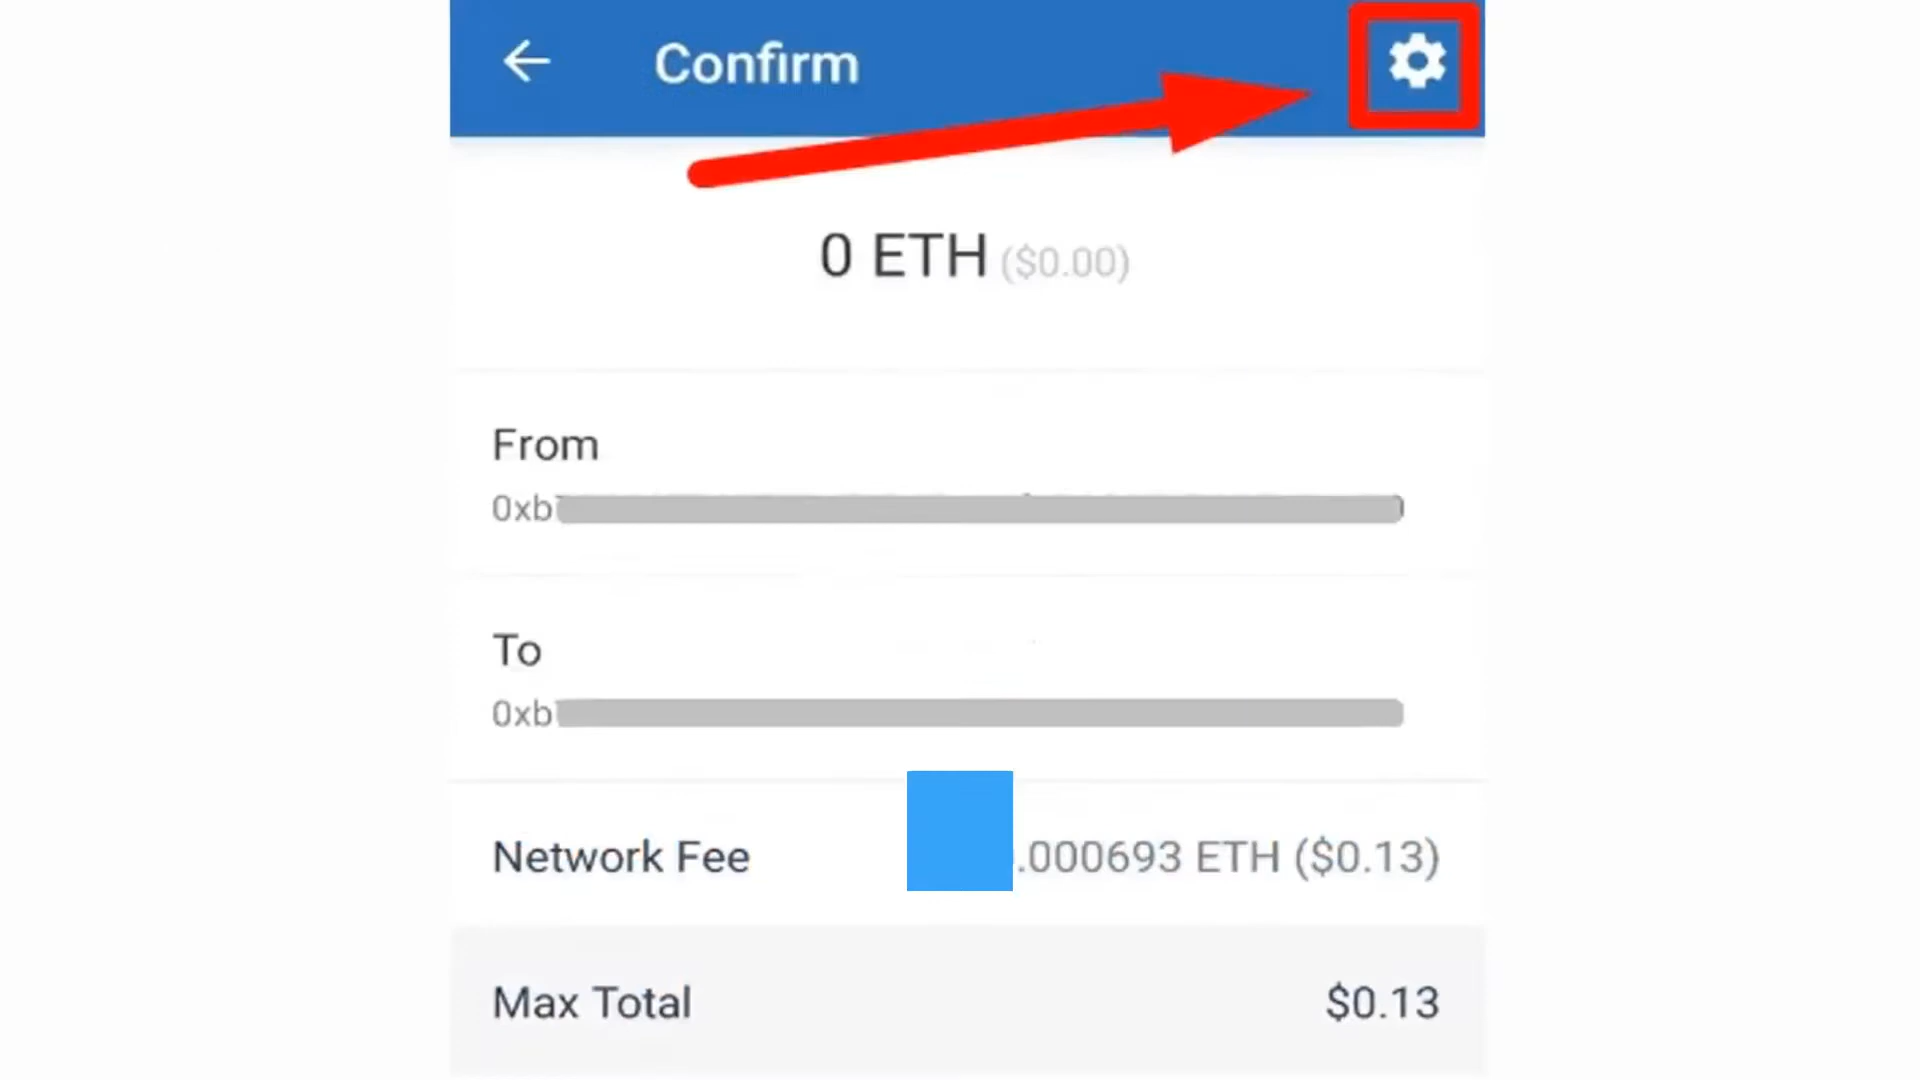 Confirm
0 ETH ($0.00)
From
0xb
To
0xb
Network Fee .000693 ETH ($0.13)
Max Total $0.13